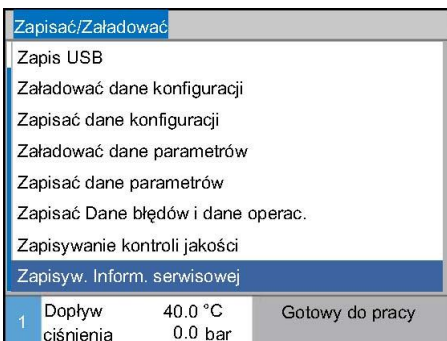 Zapisać/Załadować
Zapis USB
Załadować dane konfiguracji
Zapisać dane konfiguracji
Załadować dane parametrów
Zapisać dane parametrów
Zapisać Dane błędów i dane operac.
Zapisywanie kontroli jakości
Zapisyw. Inform. serwisowej
1 Dopływ 40.0 °C Gotowy do pracy
ciśnienia 0.0 bar